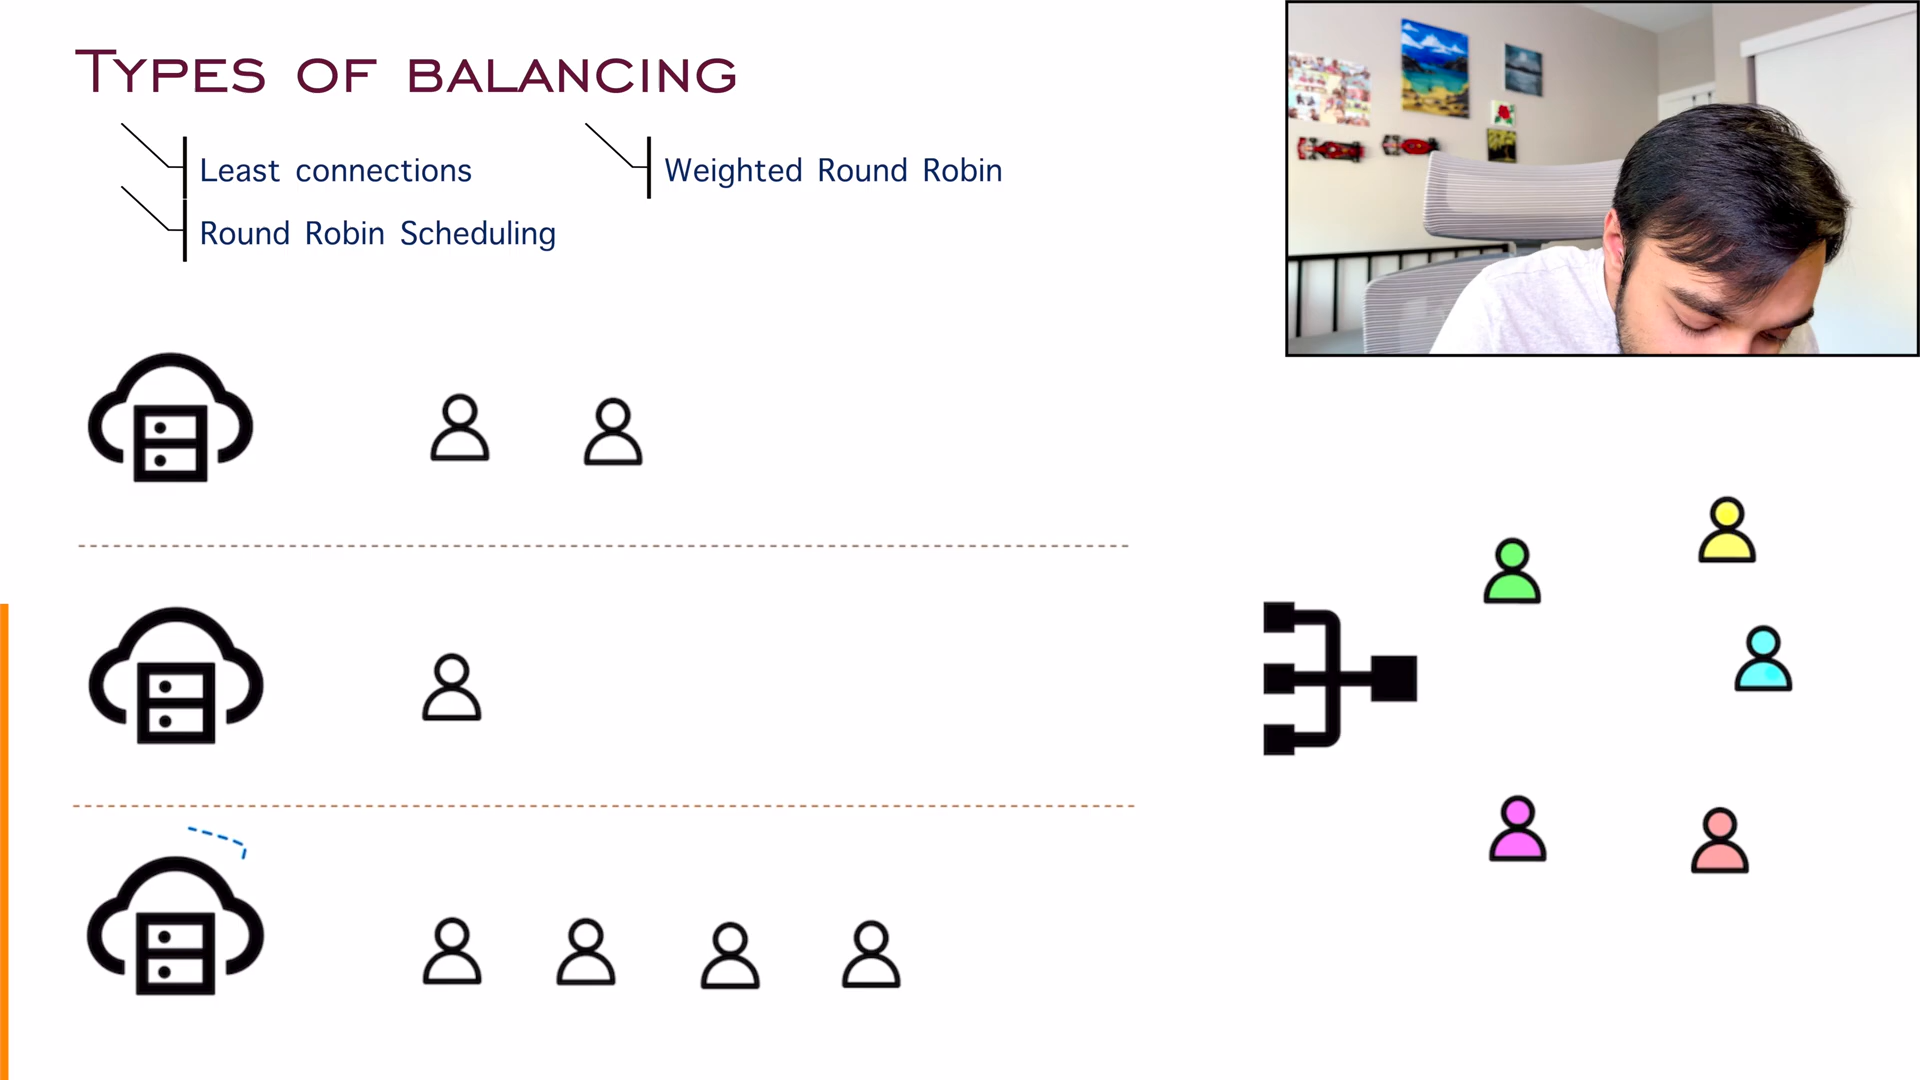 TYPES OF BALANCING
Least connections
Round Robin Scheduling
Weighted Round Robin